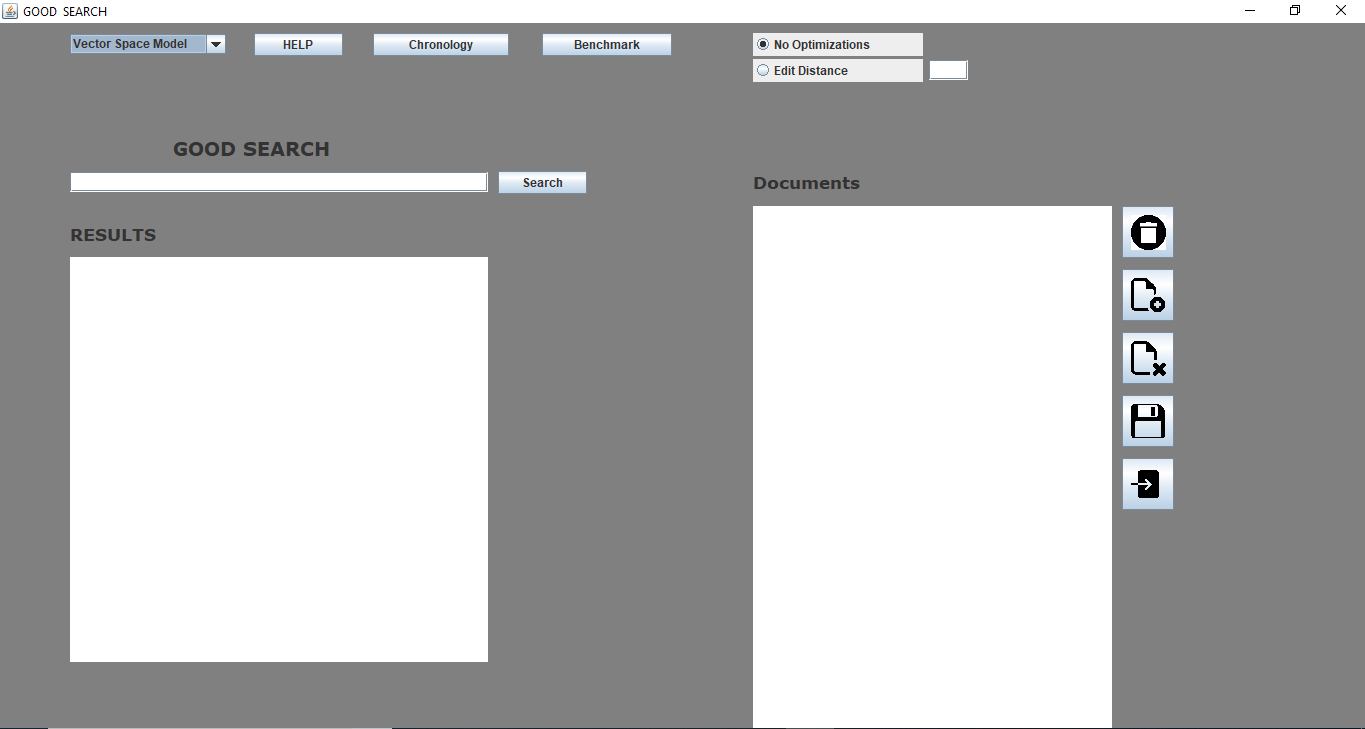 GOOD SEARCH
Vector Space Model
HELP
Chronology
Benchmark
No Optimizations
Edit Distance
GOOD SEARCH
Search
Documents
RESULTS